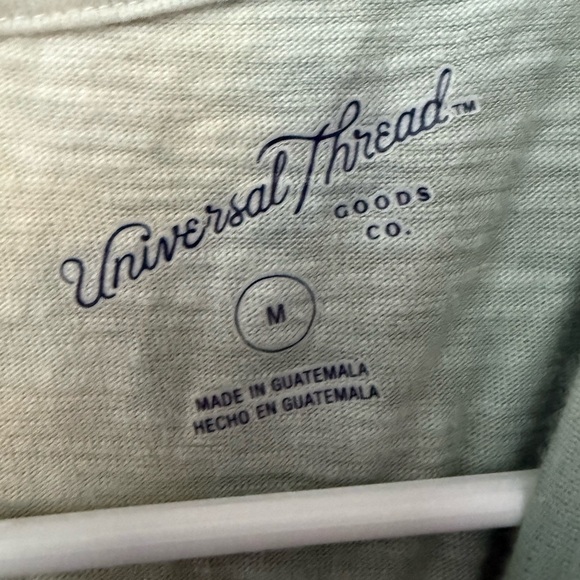 Universal Thread™
GOODS
CO.
M
MADE IN GUATEMALA
HECHO EN GUATEMALA